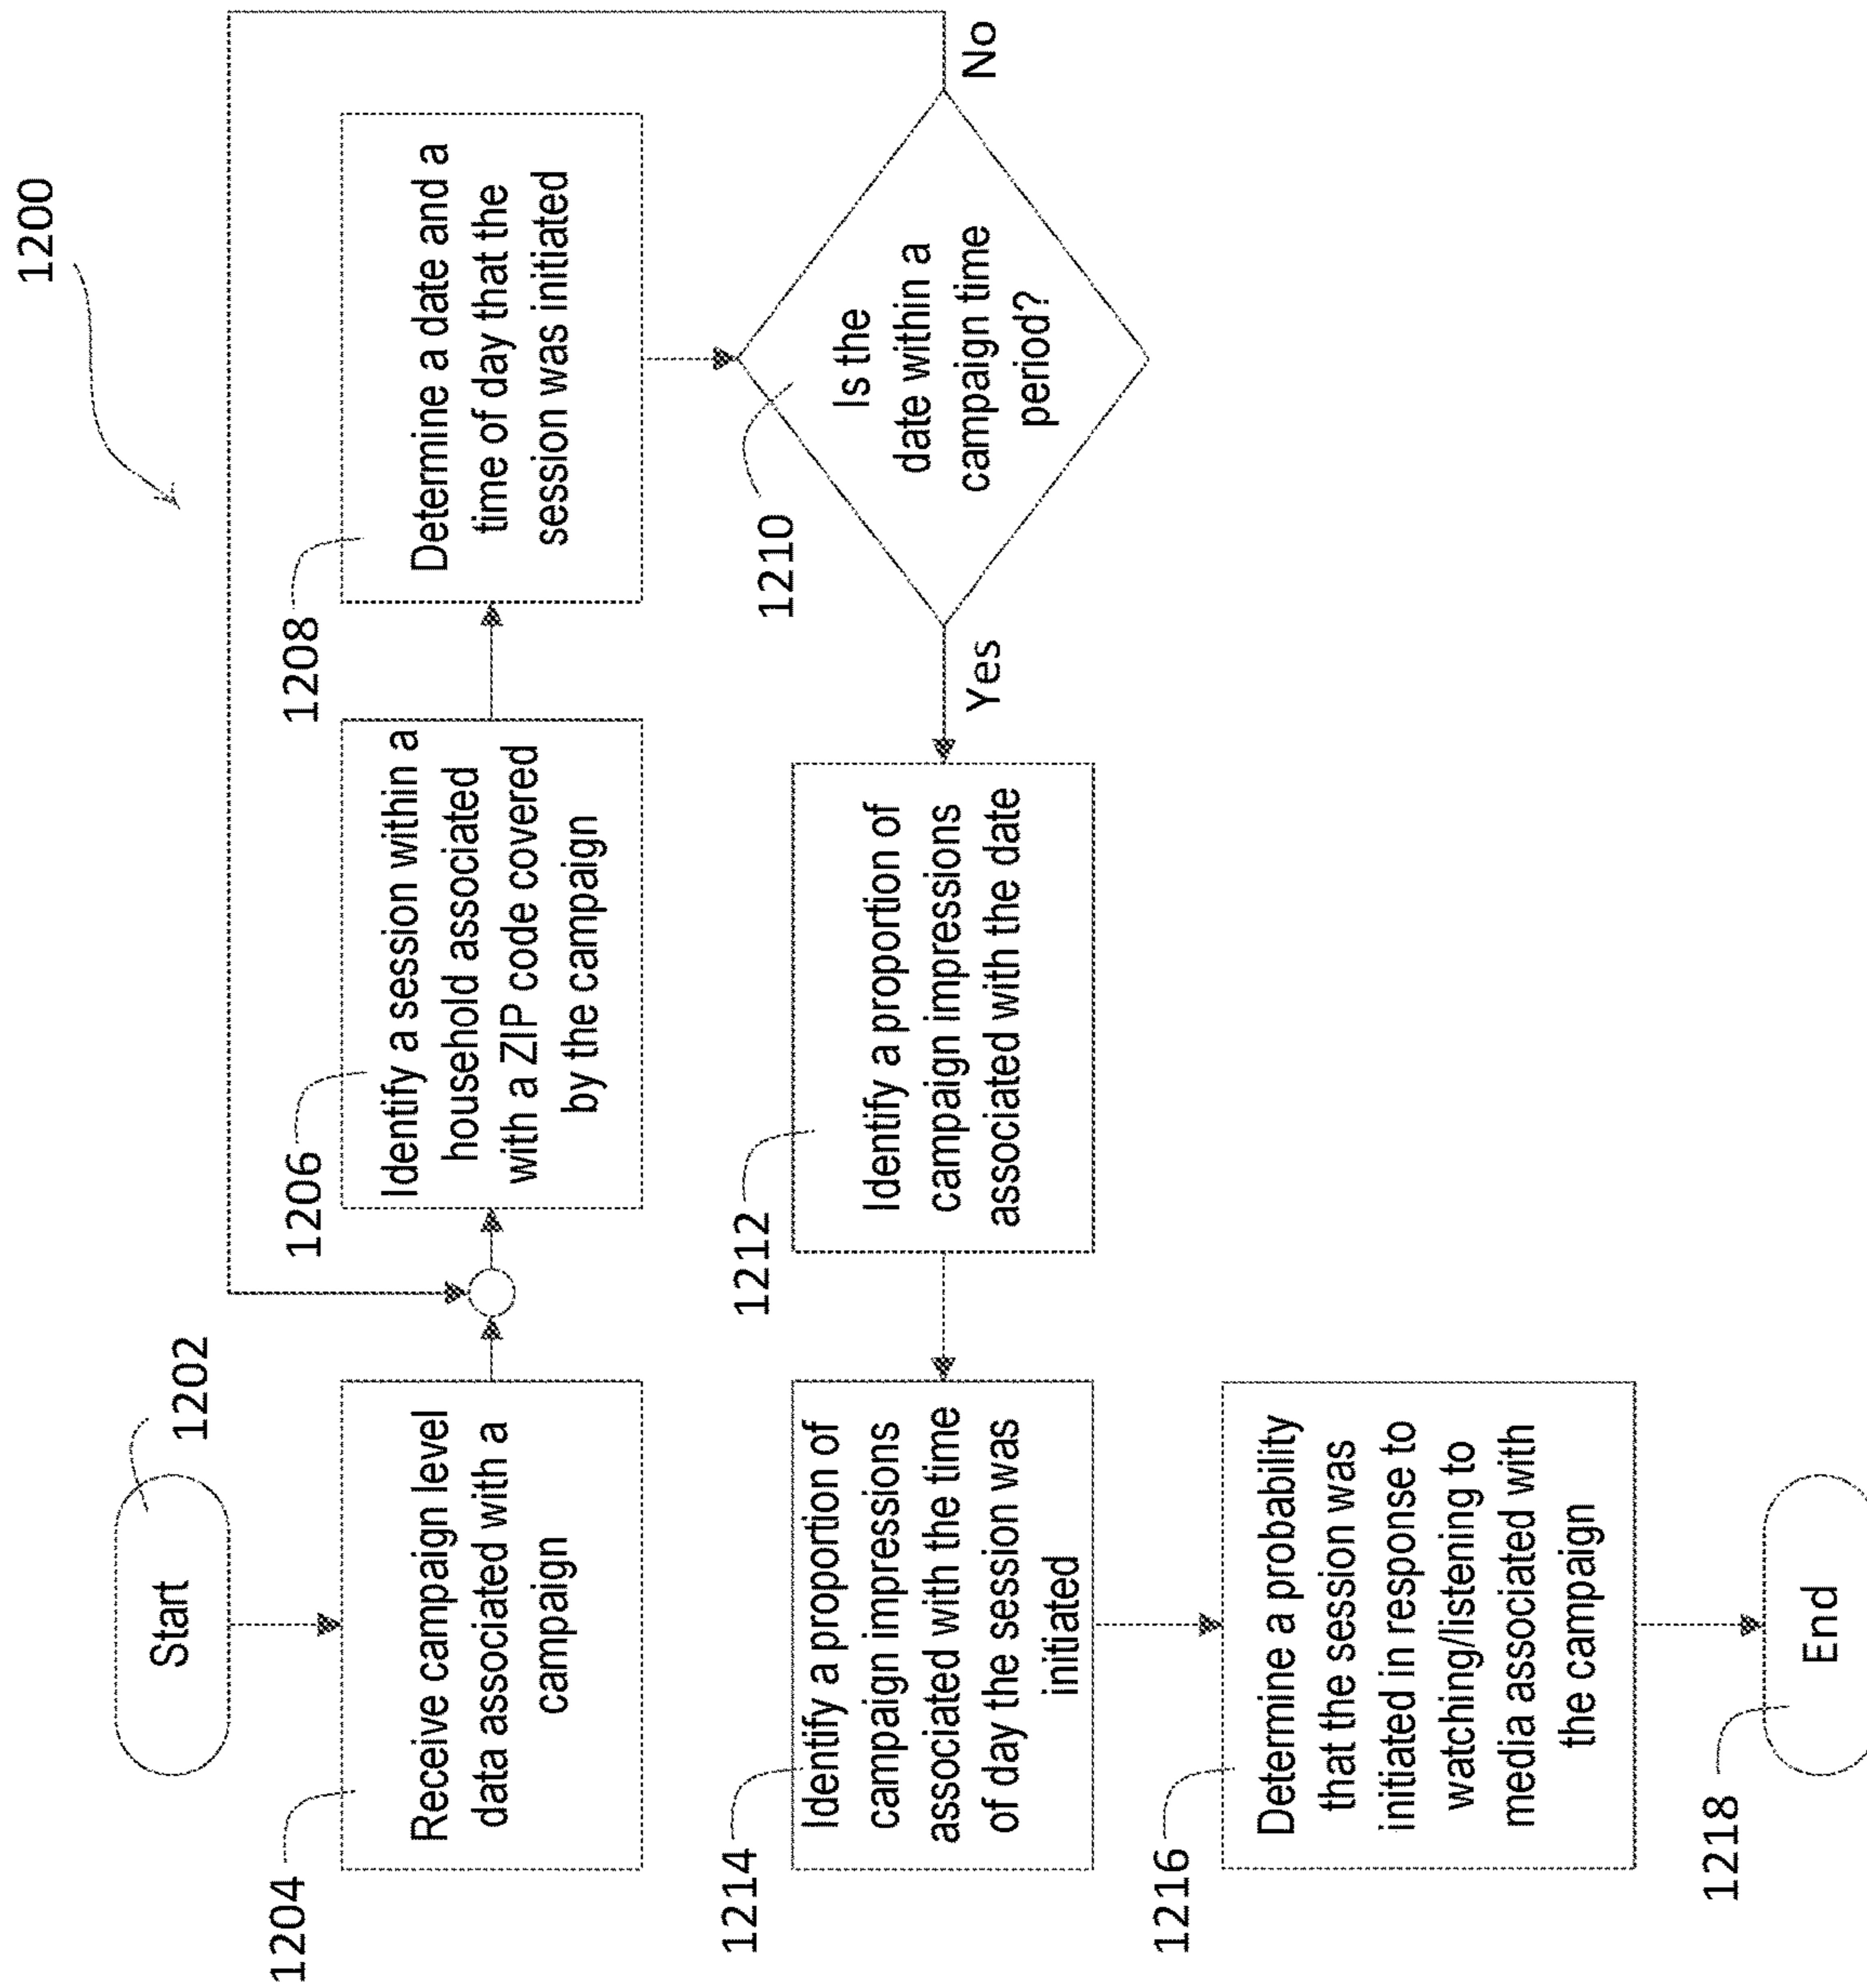 1200
Start
1202
1204
Receive campaign level
data associated with a
campaign
1206
Identify a session within a
household associated
with a ZIP code covered
by the campaign
1208
Determine a date and a
time of day that the
session was initiated
1210
Is the
date within a
campaign time
period?
No
Yes
1212
Identify a proportion of
campaign impressions
associated with the date
1214
Identify a proportion of
campaign impressions
associated with the time
of day the session was
initiated
1216
Determine a probability
that the session was
initiated in response to
watching/listening to
media associated with
the campaign
1218
End